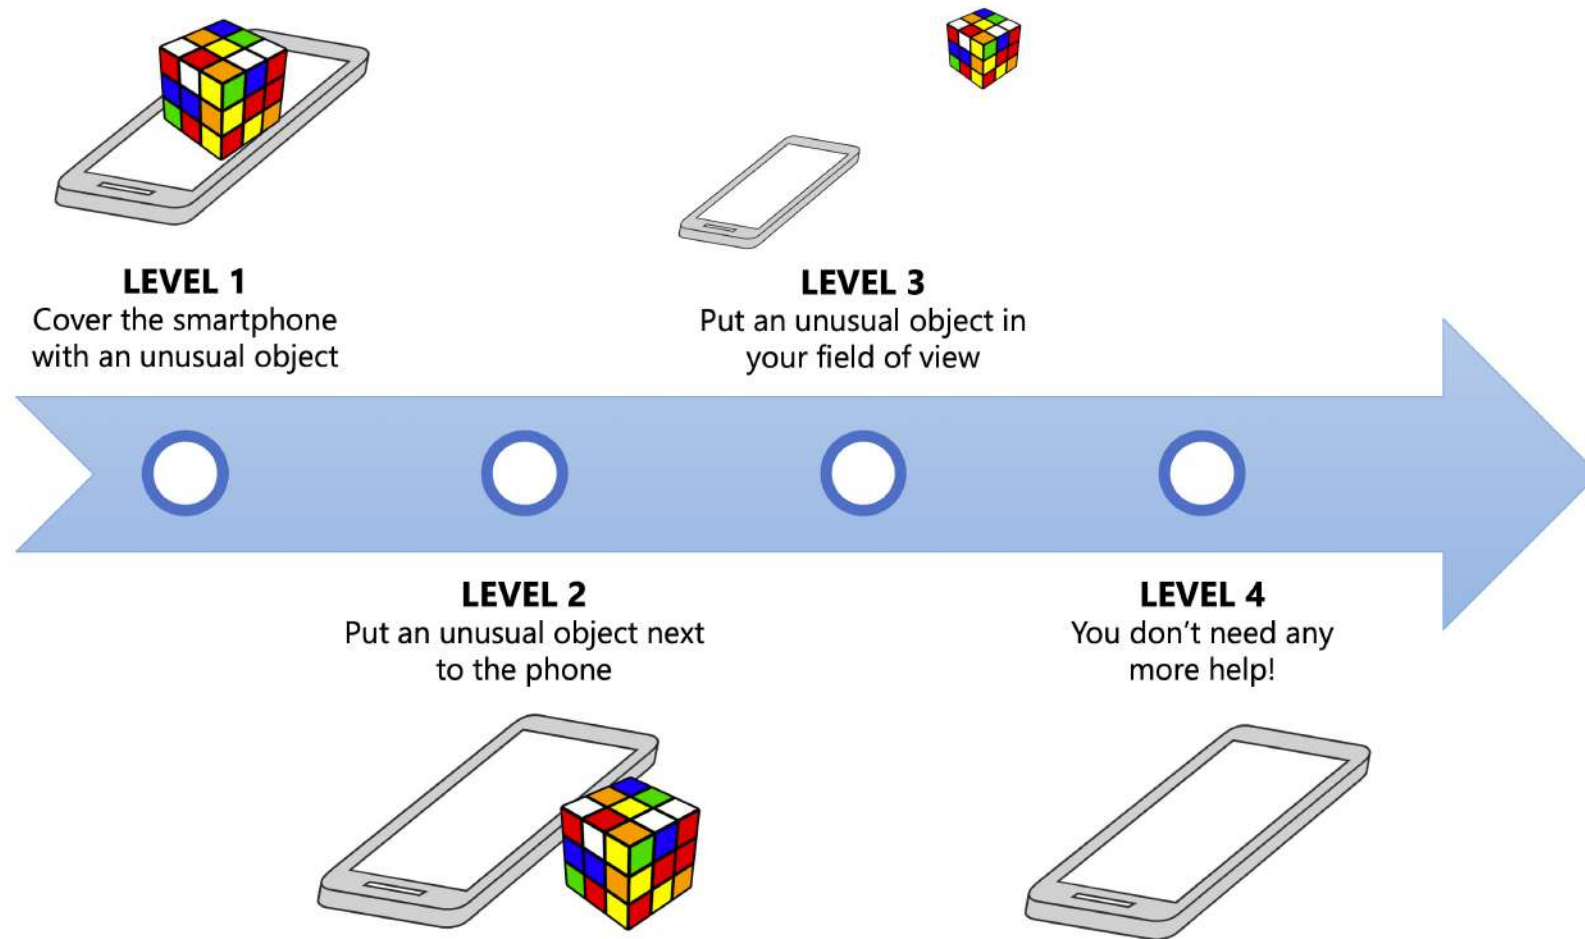 LEVEL 1
Cover the smartphone
with an unusual object
LEVEL 2
Put an unusual object next
to the phone
LEVEL 3
Put an unusual object in
your field of view
LEVEL 4
You don't need any
more help!